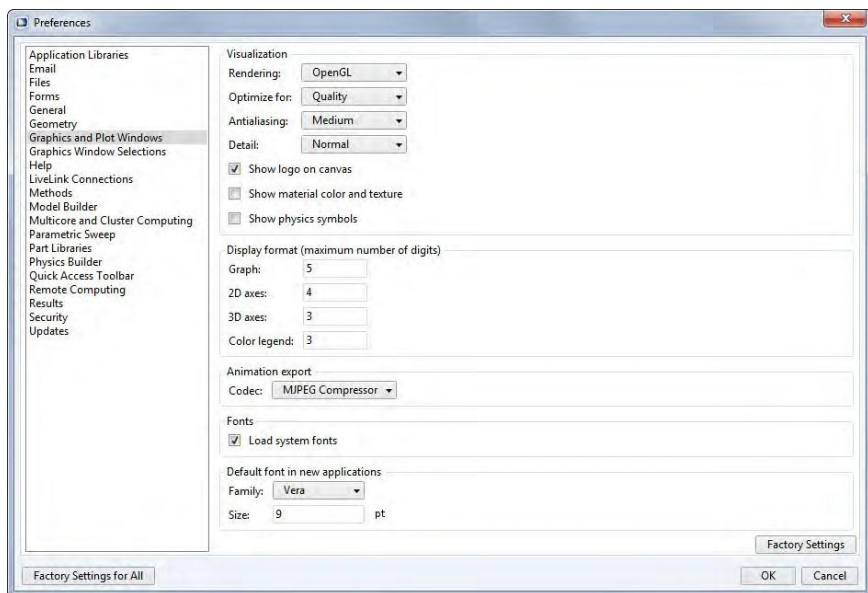 Preferences
Application Libraries
Email
Files
Forms
General
Geometry
Graphics and Plot Windows
Graphics Window Selections
Help
LiveLink Connections
Methods
Model Builder
Multicore and Cluster Computing
Parametric Sweep
Part Libraries
Physics Builder
Quick Access Toolbar
Remote Computing
Results
Security
Updates
Visualization
Rendering: OpenGL
Optimize for: Quality
Antialiasing: Medium
Detail: Normal
Show logo on canvas
Show material color and texture
Show physics symbols
Display format (maximum number of digits)
Graph: 5
2D axes: 4
3D axes: 3
Color legend: 3
Animation export
Codec: MJPEG Compressor
Fonts
Load system fonts
Default font in new applications
Family: Vera
Size: 9 pt
Factory Settings
Factory Settings for All
OK
Cancel